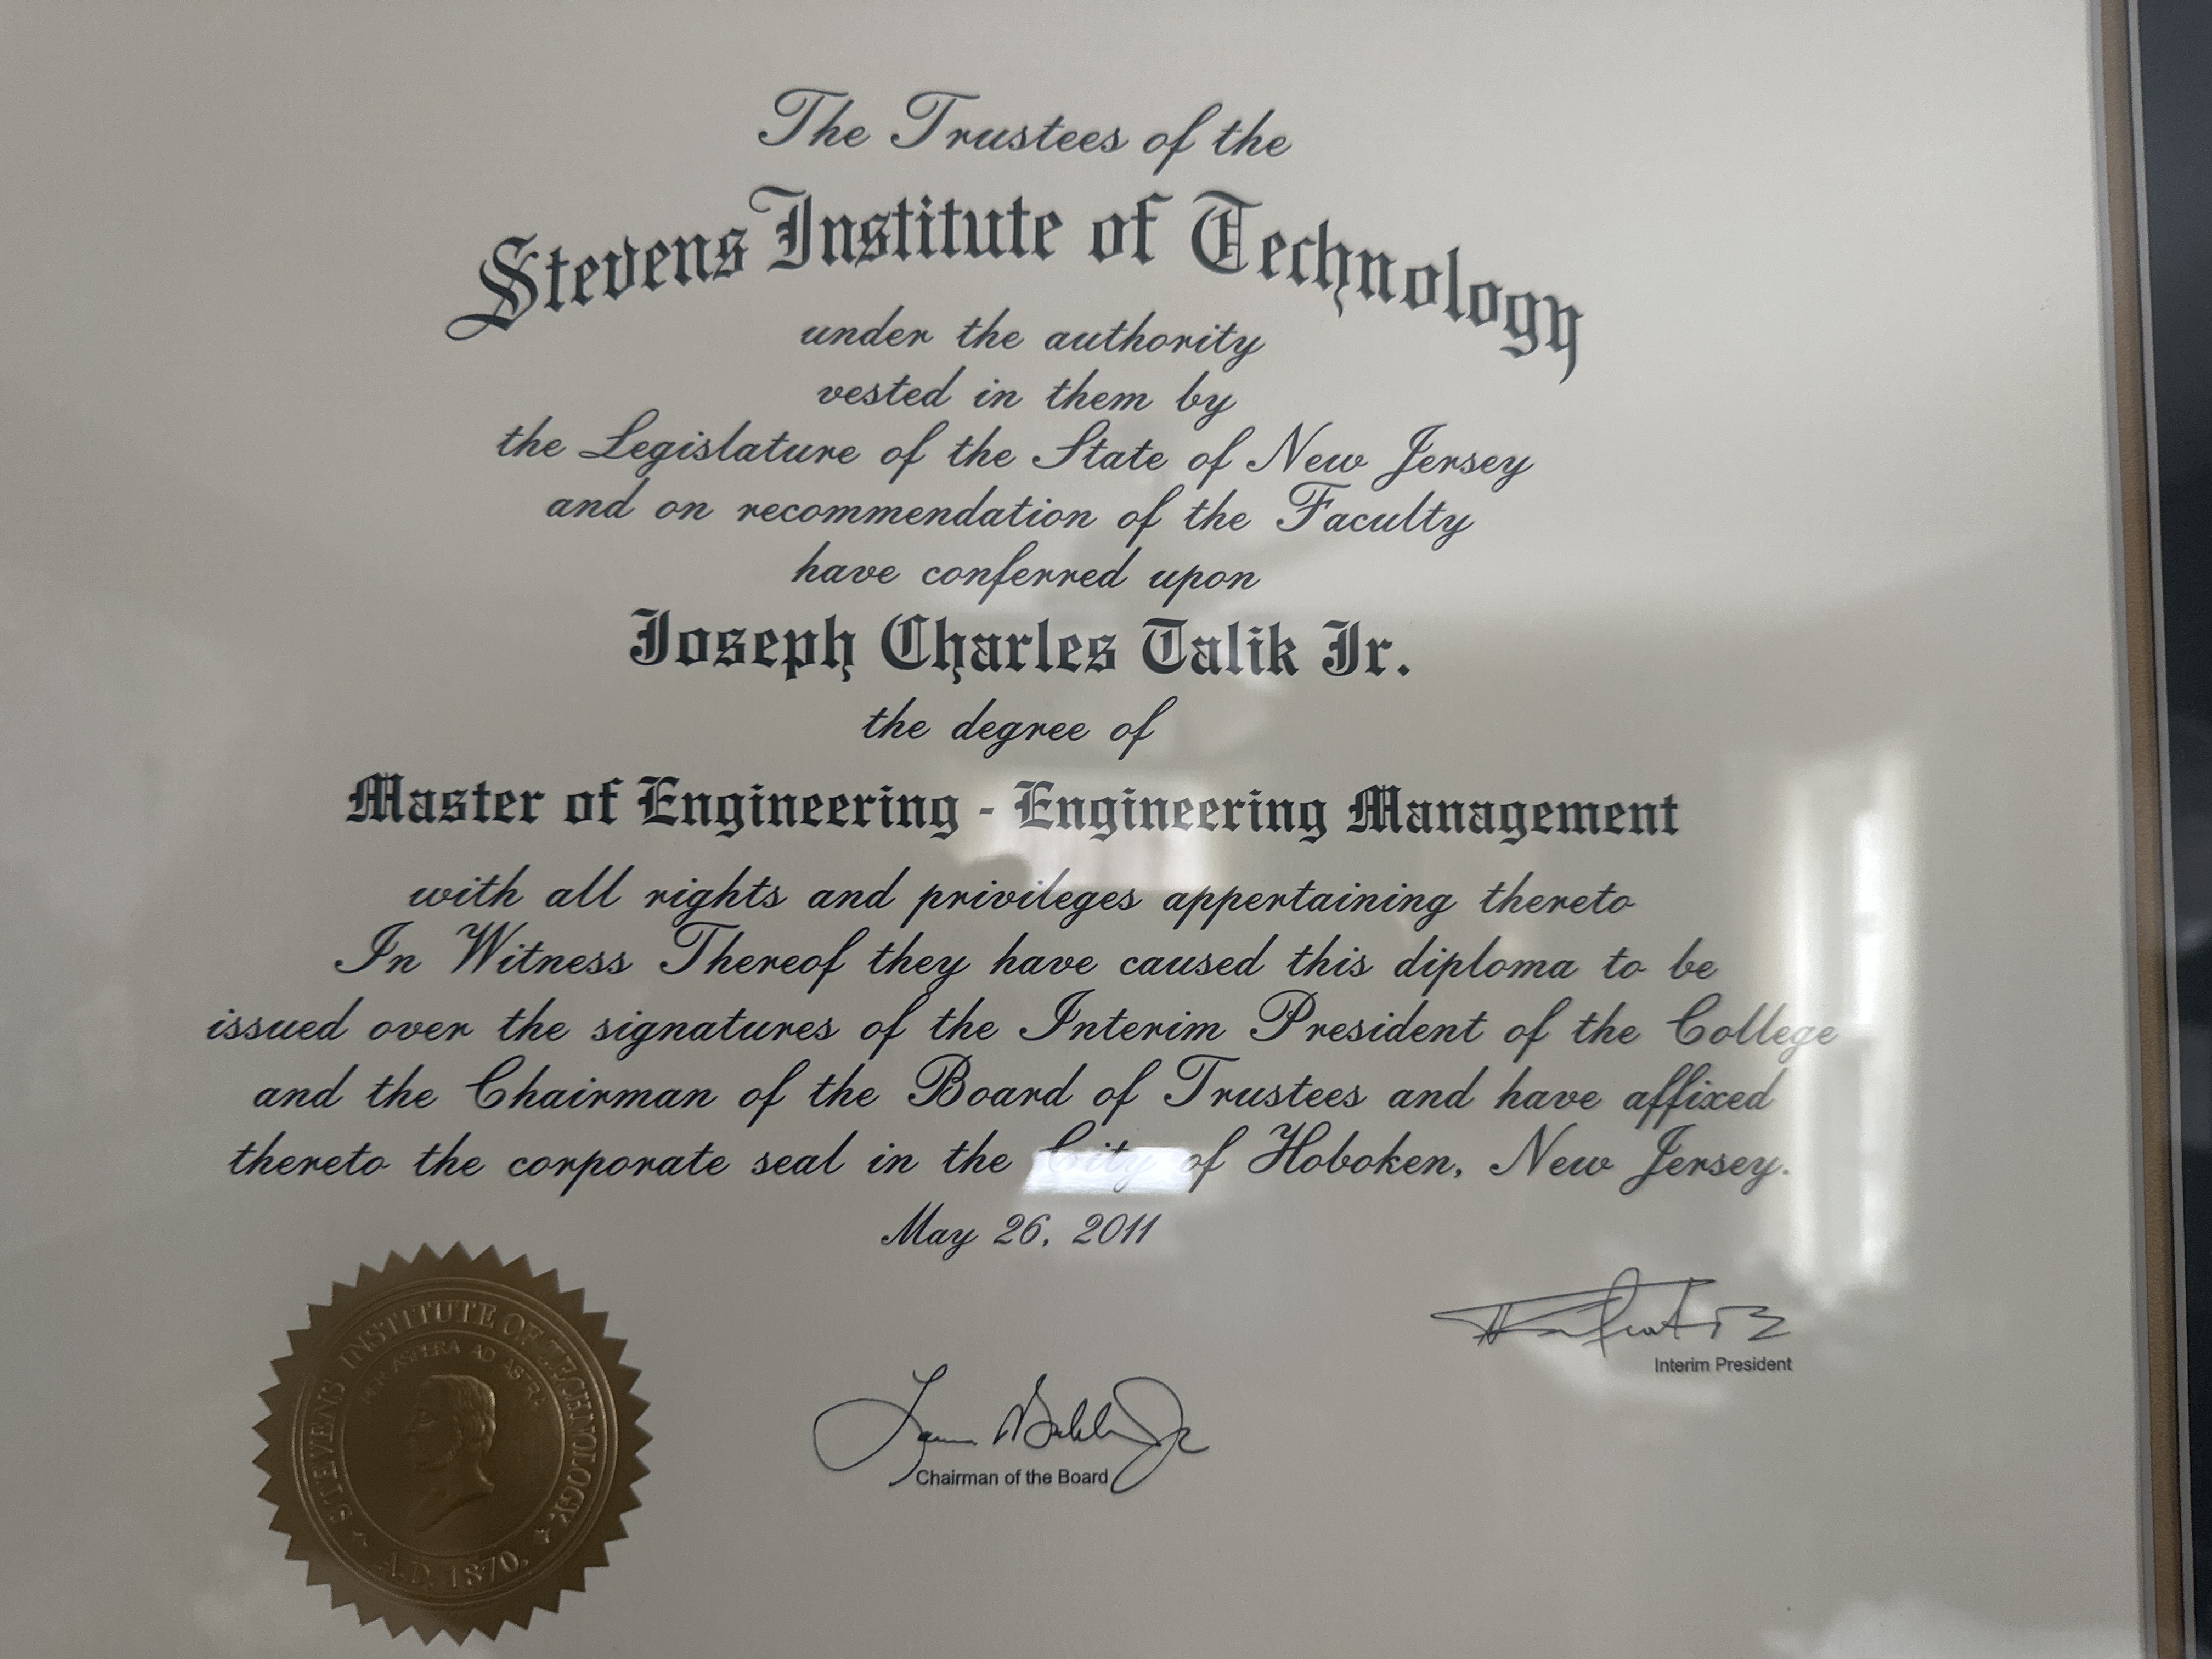 The Trustees of the
Stevens Institute of Technology
under the authority
vested in them by
the Legislature of the State of New Jersey
and on recommendation of the Faculty
have conferred upon
Joseph Charles Talik Jr.
the degree of
Master of Engineering - Engineering Management
with all rights and privileges appertaining thereto
In Witness Thereof they have caused this diploma to be
issued over the signatures of the Interim President of the College
and the Chairman of the Board of Trustees and have affixed
thereto the corporate seal in the City of Hoboken, New Jersey.
May 26, 2011
STEVENS INSTITUTE OF TECHNOLOGY
PER ASPERA AD ASTRA
A.D. 1870.
Interim President
Chairman of the Board